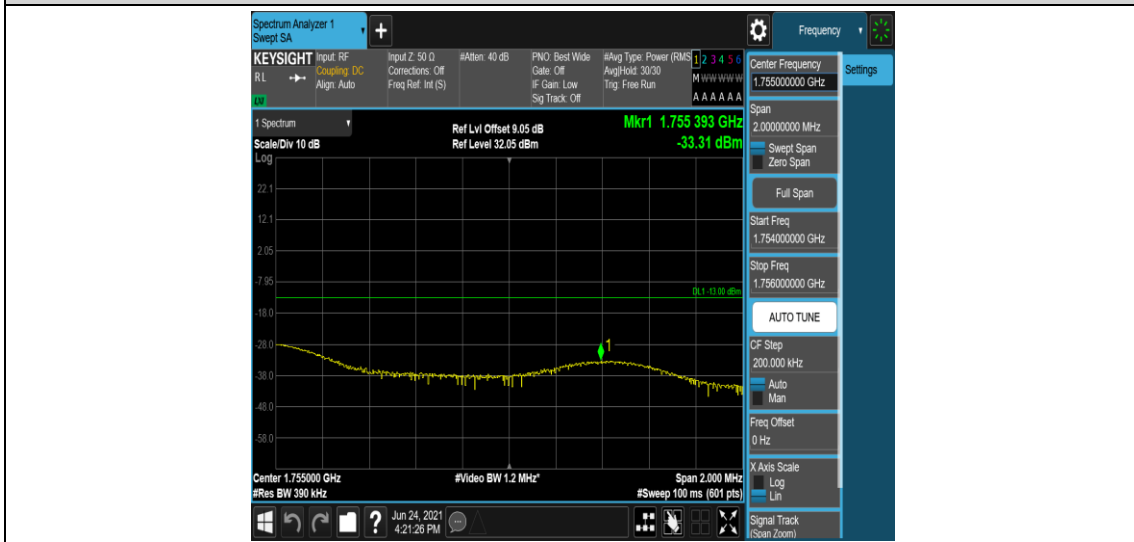 Spectrum Analyzer 1
Swept SA
Frequency
KEYSIGHT
RL
Input: RF
Coupling: DC
Align: Auto
Input Z: 50 Ω
Corrections: Off
Freq Ref: Int (S)
#Atten: 40 dB
PNO: Best Wide
Gate: Off
IF Gain: Low
Sig Track: Off
#Avg Type: Power (RMS
Avg|Hold: 30/30
Trig: Free Run
1 2 3 4 5 6
M W W W W W
A A A A A A
Center Frequency
1.755000000 GHz
Settings
Span
2.00000000 MHz
Swept Span
Zero Span
Full Span
Start Freq
1.754000000 GHz
Stop Freq
1.756000000 GHz
AUTO TUNE
CF Step
200.000 kHz
Auto
Man
Freq Offset
0 Hz
X Axis Scale
Log
Lin
Signal Track
(Span Zoom)
1 Spectrum
Scale/Div 10 dB
Log
Ref Lvl Offset 9.05 dB
Ref Level 32.05 dBm
Mkr1 1.755 393 GHz
-33.31 dBm
22.1
12.1
2.05
-7.95
DL1 -13.00 dBm
-18.0
-28.0
1
-38.0
-48.0
-58.0
Center 1.755000 GHz
#Res BW 390 kHz
#Video BW 1.2 MHz*
Span 2.000 MHz
#Sweep 100 ms (601 pts)
?
Jun 24, 2021
4:21:26 PM